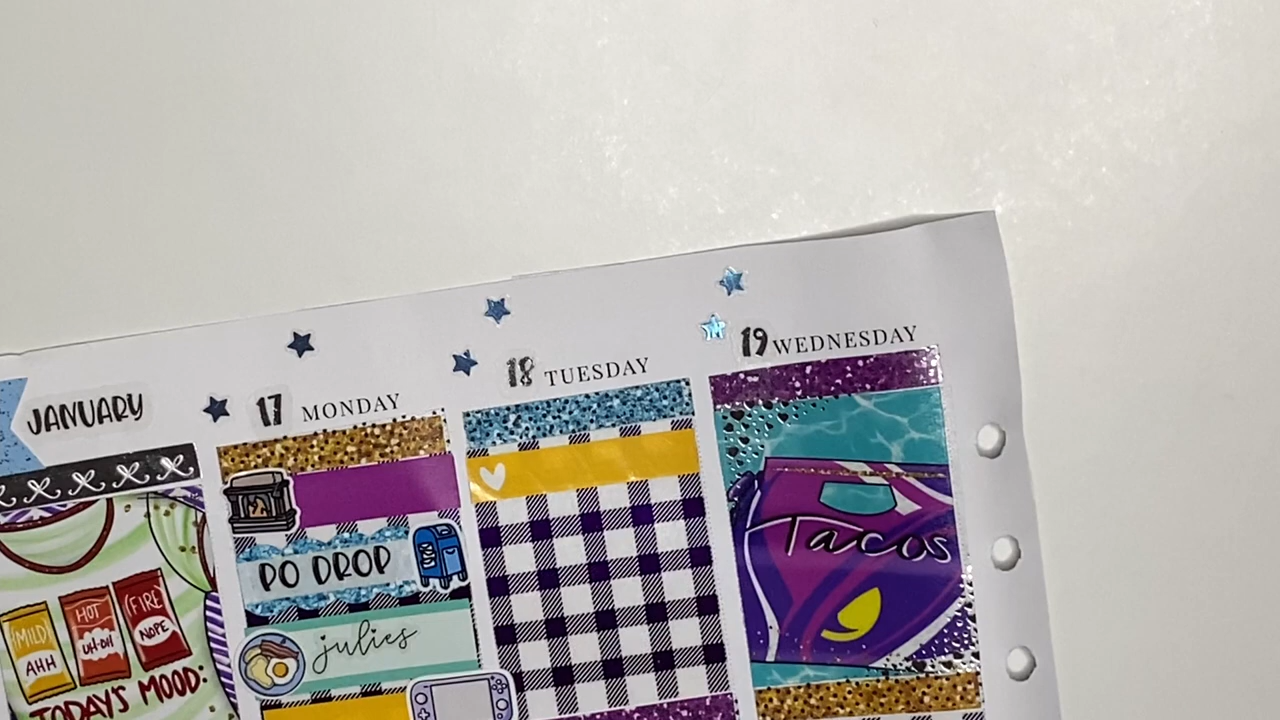 JANUARY
17 MONDAY
18 TUESDAY
19 WEDNESDAY
PO DROP
julies
Tacos
(MILD)
AHH
HOT
UH-OH
(FIRE)
NOPE
TODAY'S MOOD: